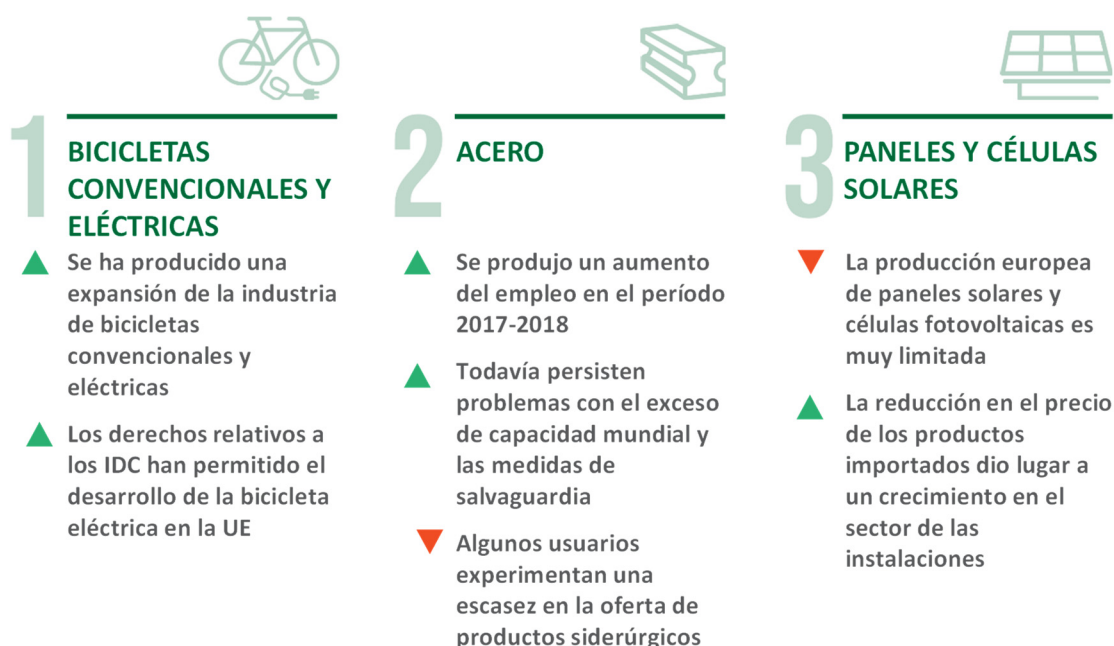 1
BICICLETAS
CONVENCIONALES Y
ELÉCTRICAS
Se ha producido una
expansión de la industria
de bicicletas
convencionales y
eléctricas
Los derechos relativos a
los IDC han permitido el
desarrollo de la bicicleta
eléctrica en la UE
2
ACERO
Se produjo un aumento
del empleo en el período
2017-2018
Todavía persisten
problemas con el exceso
de capacidad mundial y
las medidas de
salvaguardia
Algunos usuarios
experimentan una
escasez en la oferta de
productos siderúrgicos
3
PANELES Y CÉLULAS
SOLARES
La producción europea
de paneles solares y
células fotovoltaicas es
muy limitada
La reducción en el precio
de los productos
importados dio lugar a
un crecimiento en el
sector de las
instalaciones